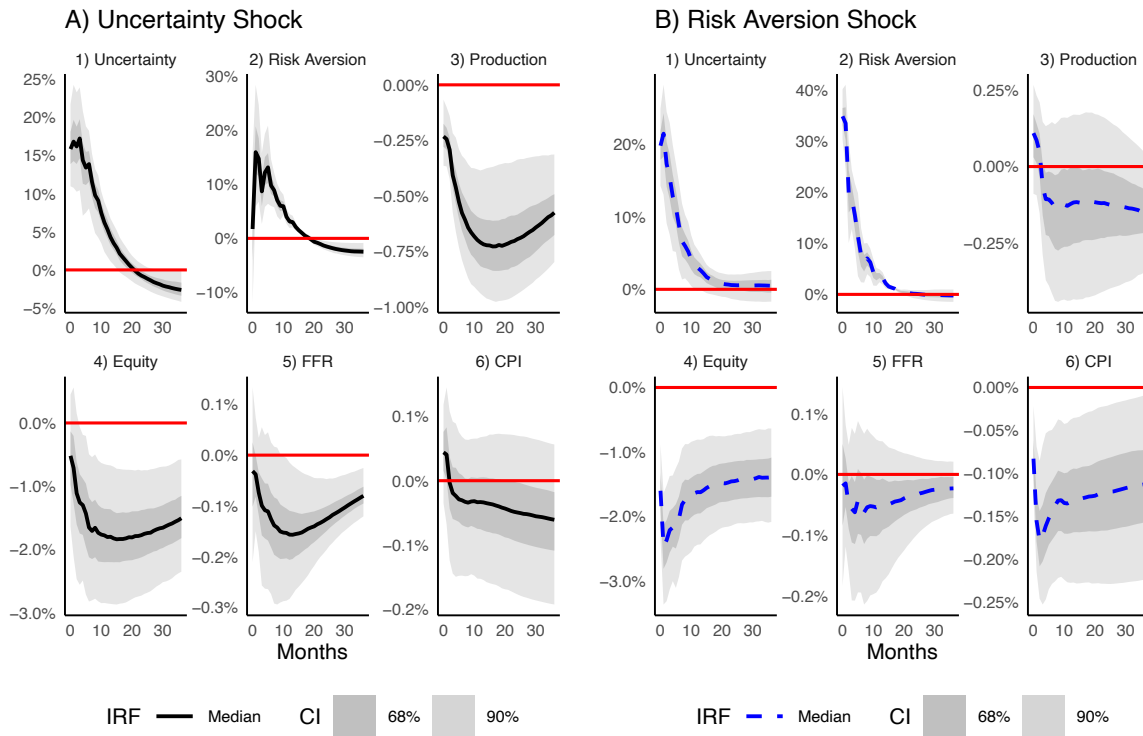 A) Uncertainty Shock
B) Risk Aversion Shock
1) Uncertainty
2) Risk Aversion
3) Production
1) Uncertainty
2) Risk Aversion
3) Production
25%
20%
15%
10%
5%
0%
−5%
30%
20%
10%
0%
−10%
0.00%
−0.25%
−0.50%
−0.75%
−1.00%
20%
10%
0%
40%
30%
20%
10%
0%
0.25%
0.00%
−0.25%
0 10 20 30
0 10 20 30
0 10 20 30
0 10 20 30
0 10 20 30
0 10 20 30
4) Equity
5) FFR
6) CPI
4) Equity
5) FFR
6) CPI
0.0%
−1.0%
−2.0%
−3.0%
0.1%
0.0%
−0.1%
−0.2%
−0.3%
0.1%
0.0%
−0.1%
−0.2%
0.0%
−1.0%
−2.0%
−3.0%
0.1%
0.0%
−0.1%
−0.2%
0.00%
−0.05%
−0.10%
−0.15%
−0.20%
−0.25%
0 10 20 30
0 10 20 30
0 10 20 30
0 10 20 30
0 10 20 30
0 10 20 30
Months
Months
IRF Median CI 68% 90%
IRF Median CI 68% 90%